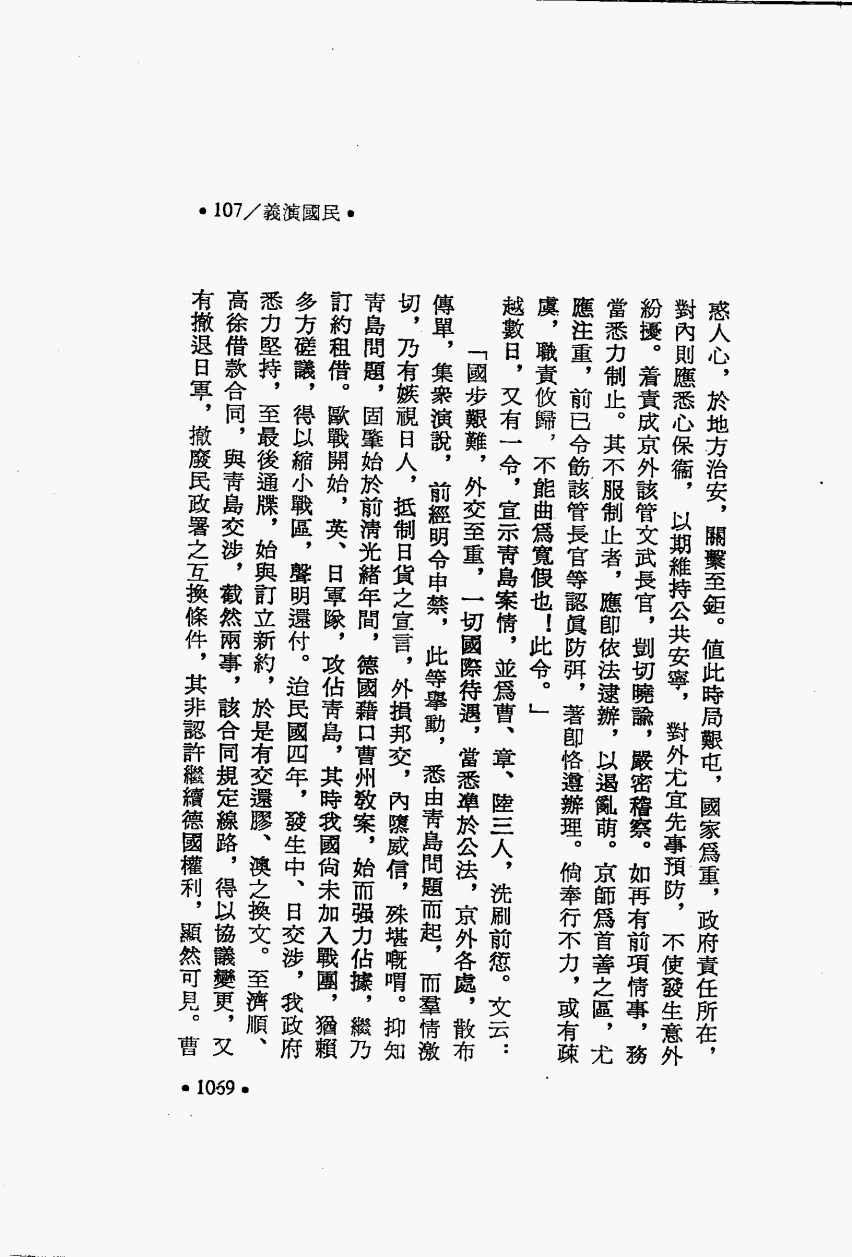 •107／義演國民•
惑人心，於地方治安，關繫至鉅。值此時局艱屯，國家爲重，政府責任所在，
對內則應悉心保衞，以期維持公共安寧，對外尤宜先事預防，不使發生意外
紛擾。着責成京外該管文武長官，剴切曉諭，嚴密稽察。如再有前項情事，務
當悉力制止。其不服制止者，應卽依法逮辦，以遏亂萌。京師爲首善之區，尤
應注重，前已令飭該管長官等認眞防弭，著卽恪遵辦理。倘奉行不力，或有疎
虞，職責攸歸，不能曲爲寬假也！此令。」
越數日，又有一令，宣示靑島案情，並爲曹、章、陸三人，洗刷前愆。文云：
「國步艱難，外交至重，一切國際待遇，當悉準於公法，京外各處，散布
傳單，集衆演說，前經明令申禁，此等舉動，悉由靑島問題而起，而羣情激
切，乃有嫉視日人，抵制日貨之宣言，外損邦交，內隳威信，殊堪嘅喟。抑知
靑島問題，固肇始於前淸光緒年間，德國藉口曹州敎案，始而强力佔據，繼乃
訂約租借。歐戰開始，英、日軍隊，攻佔靑島，其時我國尙未加入戰團，猶賴
多方磋議，得以縮小戰區，聲明還付。迨民國四年，發生中、日交涉，我政府
悉力堅持，至最後通牒，始與訂立新約，於是有交還膠、澳之換文。至濟順、
高徐借款合同，與靑島交涉，截然兩事，該合同規定線路，得以協議變更，又
有撤退日軍，撤廢民政署之互換條件，其非認許繼續德國權利，顯然可見。曹
•1069•